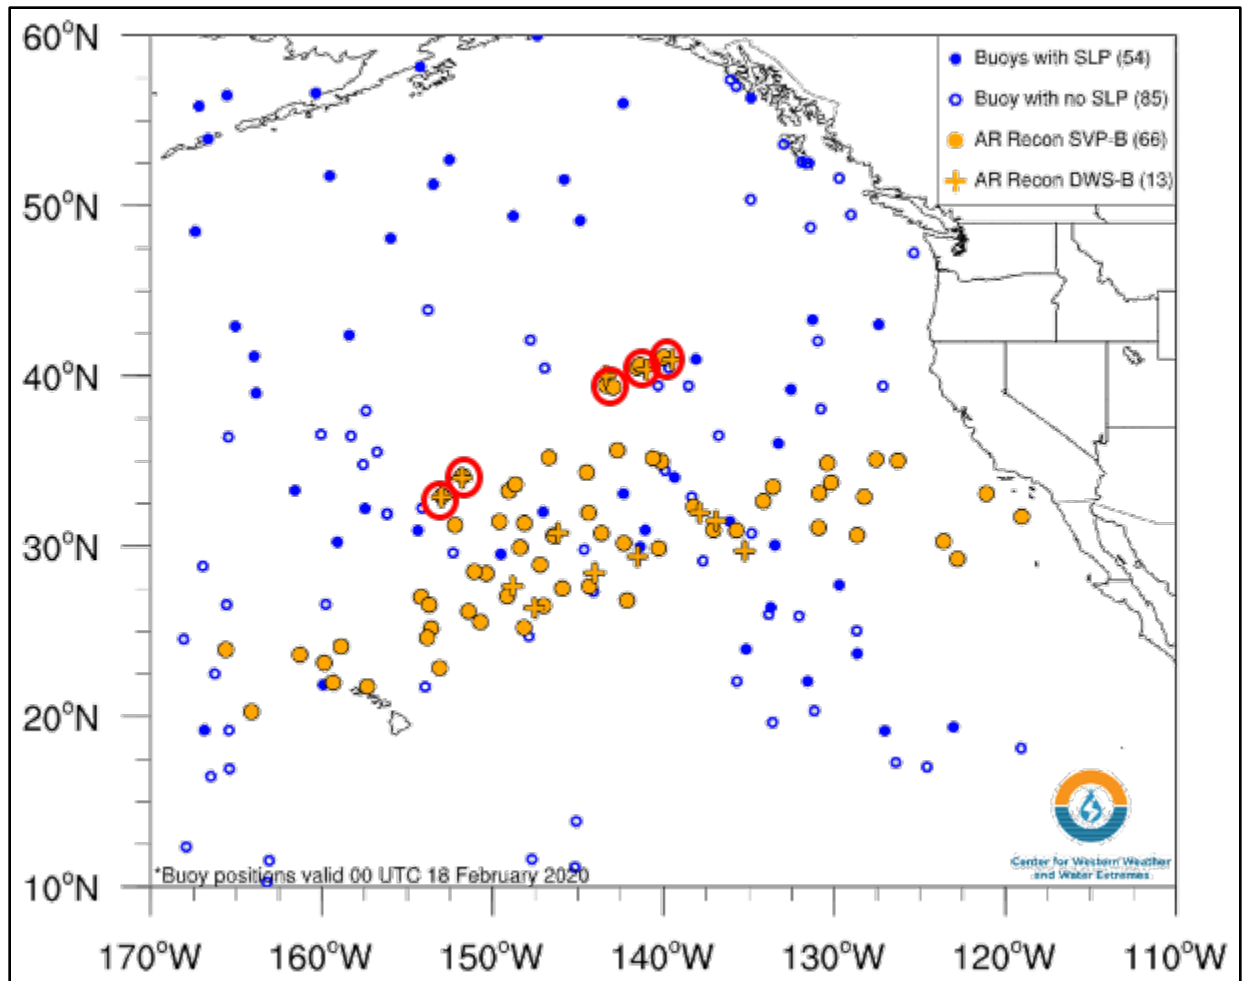 60°N
50°N
40°N
30°N
20°N
10°N
Buoys with SLP (54)
Buoy with no SLP (85)
AR Recon SVP-B (66)
AR Recon DWS-B (13)
*Buoy positions valid 00 UTC 18 February 2020
Center for Western Weather
and Water Extremes
170°W 160°W 150°W 140°W 130°W 120°W 110°W